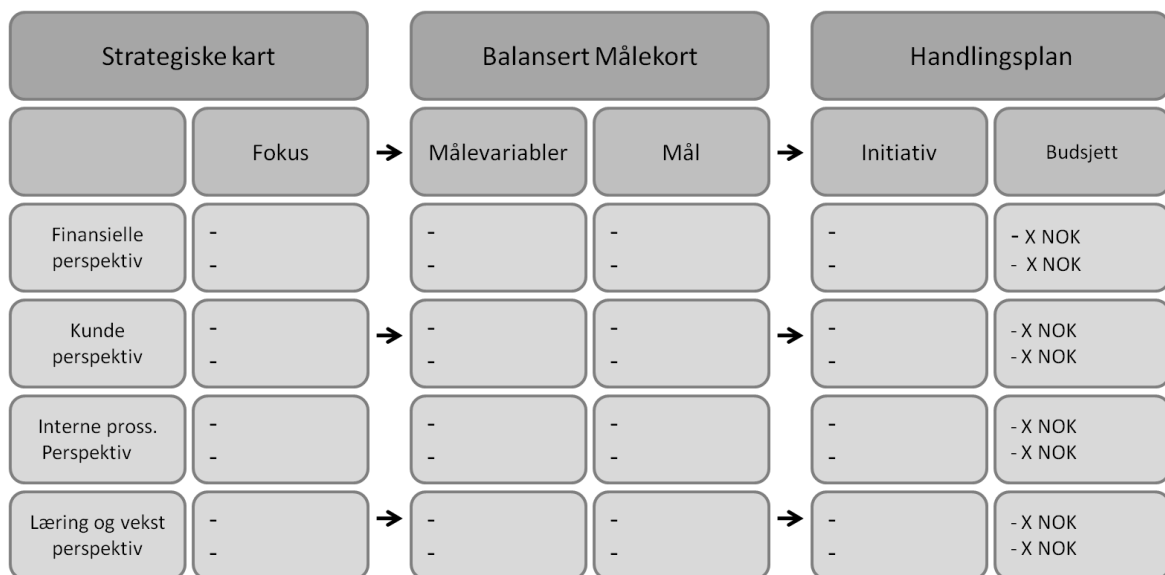 Strategiske kart
Balansert Målekort
Handlingsplan
Fokus
Målevariabler
Mål
Initiativ
Budsjett
Finansielle
perspektiv
-
-
-
-
-
-
-
-
- X NOK
- X NOK
Kunde
perspektiv
-
-
-
-
-
-
-
-
- X NOK
- X NOK
Interne pross.
Perspektiv
-
-
-
-
-
-
-
-
- X NOK
- X NOK
Læring og vekst
perspektiv
-
-
-
-
-
-
-
-
- X NOK
- X NOK